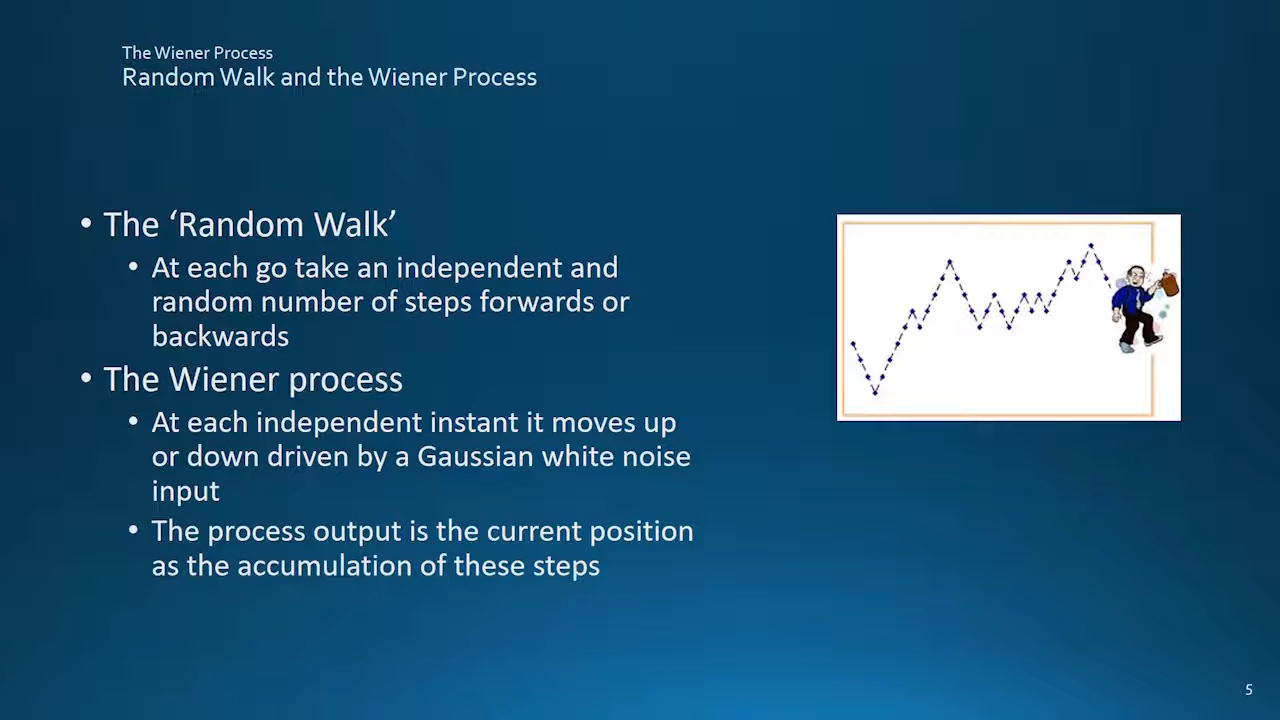 The Wiener Process
Random Walk and the Wiener Process
• The ‘Random Walk’
• At each go take an independent and
random number of steps forwards or
backwards
• The Wiener process
• At each independent instant it moves up
or down driven by a Gaussian white noise
input
• The process output is the current position
as the accumulation of these steps
5